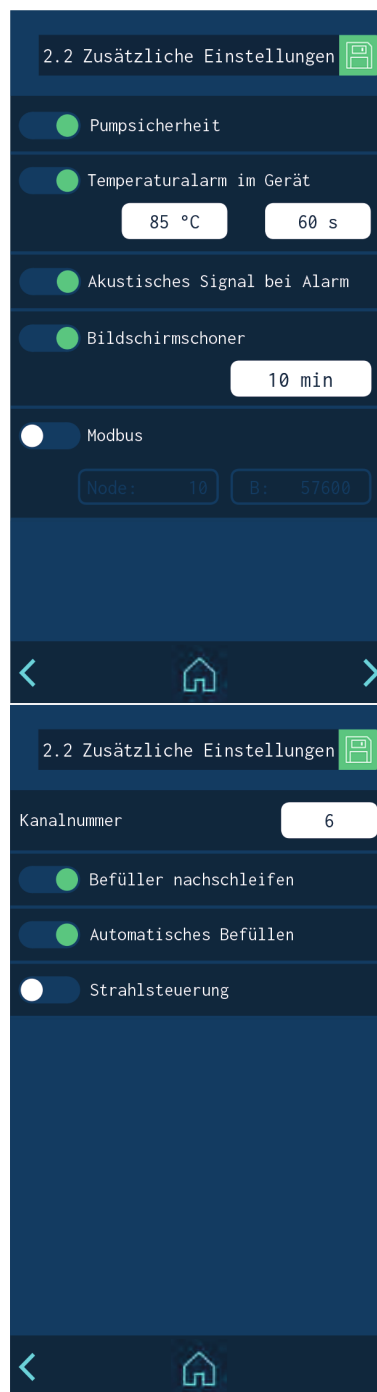 2.2 Zusätzliche Einstellungen
Pumpsicherheit
Temperaturalarm im Gerät
85 °C 60 s
Akustisches Signal bei Alarm
Bildschirmschoner
10 min
Modbus
Node: 10 B: 57600
2.2 Zusätzliche Einstellungen
Kanalnummer 6
Befüller nachschleifen
Automatisches Befüllen
Strahlsteuerung